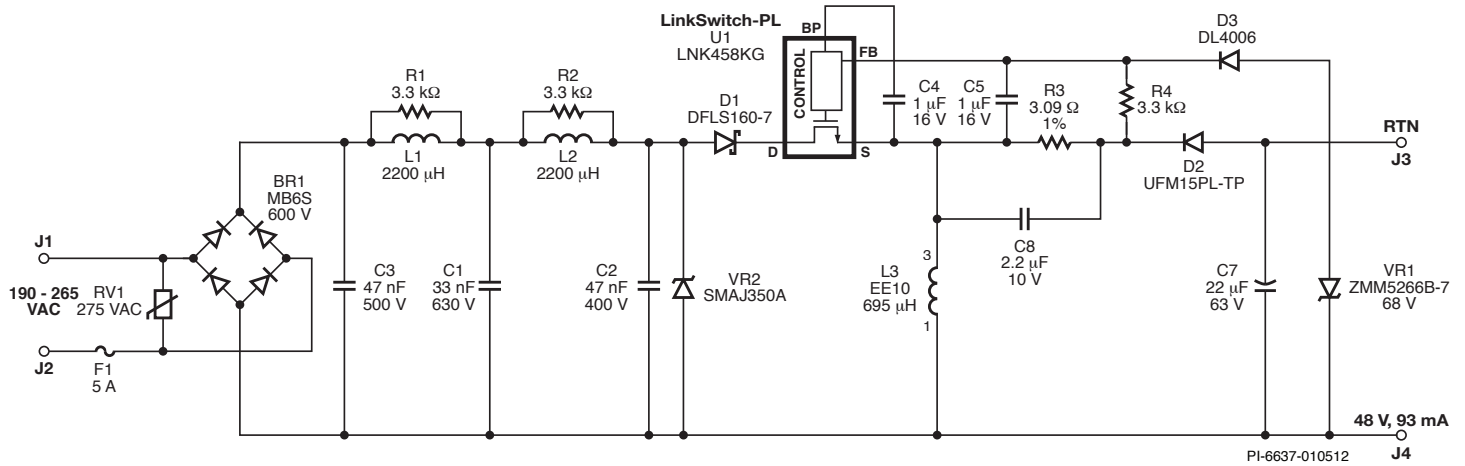 LinkSwitch-PL
U1
LNK458KG
BP
FB
CONTROL
D
S
D3
DL4006
R1
3.3 kΩ
R2
3.3 kΩ
D1
DFLS160-7
C4
1 µF
16 V
C5
1 µF
16 V
R3
3.09 Ω
1%
R4
3.3 kΩ
RTN
J3
L1
2200 µH
L2
2200 µH
D2
UFM15PL-TP
BR1
MB6S
600 V
J1
190 - 265
VAC
RV1
275 VAC
J2
F1
5 A
C3
47 nF
500 V
C1
33 nF
630 V
C2
47 nF
400 V
VR2
SMAJ350A
3
L3
EE10
695 µH
1
C8
2.2 µF
10 V
C7
22 µF
63 V
VR1
ZMM5266B-7
68 V
48 V, 93 mA
J4
PI-6637-010512